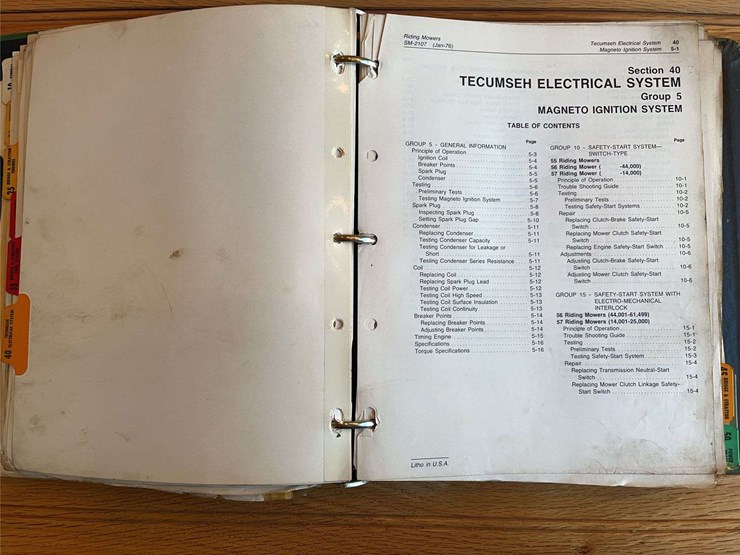 Riding Mowers
SM-2107 (Jan-76)
Tecumseh Electrical System 40
Magneto Ignition System 5-1
Section 40
TECUMSEH ELECTRICAL SYSTEM
Group 5
MAGNETO IGNITION SYSTEM
TABLE OF CONTENTS
Page
GROUP 5 - GENERAL INFORMATION
Principle of Operation 5-3
Ignition Coil 5-4
Breaker Points 5-4
Spark Plug 5-5
Condenser 5-5
Testing 5-6
Preliminary Tests 5-6
Testing Magneto Ignition System 5-7
Spark Plug 5-8
Inspecting Spark Plug 5-8
Setting Spark Plug Gap 5-10
Condenser 5-11
Replacing Condenser 5-11
Testing Condenser Capacity 5-11
Testing Condenser for Leakage or
Short 5-11
Testing Condenser Series Resistance 5-11
Coil 5-12
Replacing Coil 5-12
Replacing Spark Plug Lead 5-12
Testing Coil Power 5-12
Testing Coil High Speed 5-13
Testing Coil Surface Insulation 5-13
Testing Coil Continuity 5-13
Breaker Points 5-14
Replacing Breaker Points 5-14
Adjusting Breaker Points 5-14
Timing Engine 5-15
Specifications 5-16
Torque Specifications 5-16
Page
GROUP 10 - SAFETY-START SYSTEM—
SWITCH-TYPE
55 Riding Mowers
56 Riding Mower ( -44,000)
57 Riding Mower ( -14,000)
Principle of Operation 10-1
Trouble Shooting Guide 10-1
Testing 10-2
Preliminary Tests 10-2
Testing Safety-Start Systems 10-2
Repair 10-5
Replacing Clutch-Brake Safety-Start
Switch 10-5
Replacing Mower Clutch Safety-Start
Switch 10-5
Replacing Engine Safety-Start Switch 10-5
Adjustments 10-6
Adjusting Clutch-Brake Safety-Start
Switch 10-6
Adjusting Mower Clutch Safety-Start
Switch 10-6
GROUP 15 - SAFETY-START SYSTEM WITH
ELECTRO-MECHANICAL
INTERLOCK
56 Riding Mowers (44,001-61,499)
57 Riding Mowers (14,001-25,000)
Principle of Operation 15-1
Trouble Shooting Guide 15-1
Testing 15-2
Preliminary Tests 15-2
Testing Safety-Start System 15-3
Repair 15-4
Replacing Transmission Neutral-Start
Switch 15-4
Replacing Mower Clutch Linkage Safety-
Start Switch 15-4
Litho in U.S.A.
40
ELECTRICAL SYSTEM
35